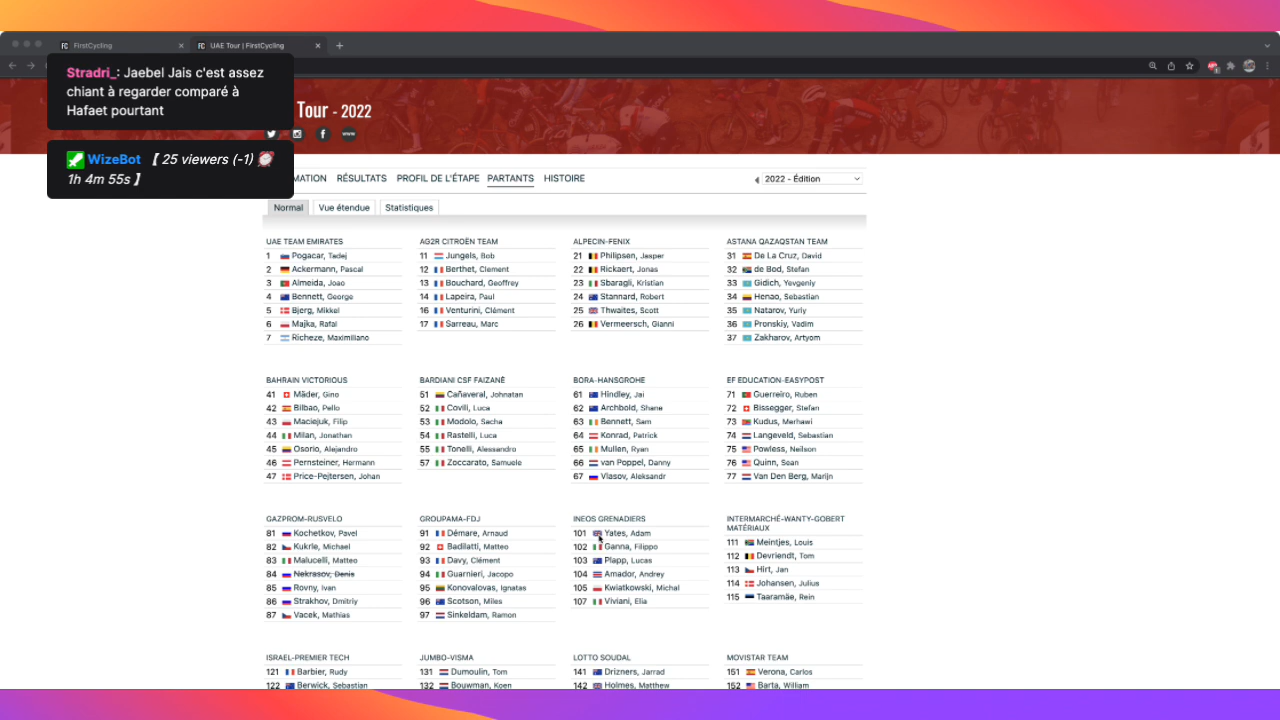 FirstCycling
UAE Tour | FirstCycling
Stradri_: Jaebel Jais c'est assez
chiant à regarder comparé à
Hafaet pourtant
WizeBot 【 25 viewers (-1)
1h 4m 55s 】
Tour - 2022
www
MATION RÉSULTATS PROFIL DE L'ÉTAPE PARTANTS HISTOIRE
2022 - Édition
Normal Vue étendue Statistiques
UAE TEAM EMIRATES
1 Pogacar, Tadej
2 Ackermann, Pascal
3 Almeida, Joao
4 Bennett, George
5 Bjerg, Mikkel
6 Majka, Rafal
7 Richeze, Maximiliano
AG2R CITROËN TEAM
11 Jungels, Bob
12 Berthet, Clement
13 Bouchard, Geoffrey
14 Lapeira, Paul
16 Venturini, Clément
17 Sarreau, Marc
ALPECIN-FENIX
21 Philipsen, Jasper
22 Rickaert, Jonas
23 Sbaragli, Kristian
24 Stannard, Robert
25 Thwaites, Scott
26 Vermeersch, Gianni
ASTANA QAZAQSTAN TEAM
31 De La Cruz, David
32 de Bod, Stefan
33 Gidich, Yevgeniy
34 Henao, Sebastian
35 Natarov, Yuriy
36 Pronskiy, Vadim
37 Zakharov, Artyom
BAHRAIN VICTORIOUS
41 Mäder, Gino
42 Bilbao, Pello
43 Maciejuk, Filip
44 Milan, Jonathan
45 Osorio, Alejandro
46 Pernsteiner, Hermann
47 Price-Pejtersen, Johan
BARDIANI CSF FAIZANÈ
51 Cañaveral, Johnatan
52 Covili, Luca
53 Modolo, Sacha
54 Rastelli, Luca
55 Tonelli, Alessandro
57 Zoccarato, Samuele
BORA-HANSGROHE
61 Hindley, Jai
62 Archbold, Shane
63 Bennett, Sam
64 Konrad, Patrick
65 Mullen, Ryan
66 van Poppel, Danny
67 Vlasov, Aleksandr
EF EDUCATION-EASYPOST
71 Guerreiro, Ruben
72 Bissegger, Stefan
73 Kudus, Merhawi
74 Langeveld, Sebastian
75 Powless, Neilson
76 Quinn, Sean
77 Van Den Berg, Marijn
GAZPROM-RUSVELO
81 Kochetkov, Pavel
82 Kukrle, Michael
83 Malucelli, Matteo
84 Nekrasov, Denis
85 Rovny, Ivan
86 Strakhov, Dmitriy
87 Vacek, Mathias
GROUPAMA-FDJ
91 Démare, Arnaud
92 Badilatti, Matteo
93 Davy, Clément
94 Guarnieri, Jacopo
95 Konovalovas, Ignatas
96 Scotson, Miles
97 Sinkeldam, Ramon
INEOS GRENADIERS
101 Yates, Adam
102 Ganna, Filippo
103 Plapp, Lucas
104 Amador, Andrey
105 Kwiatkowski, Michal
107 Viviani, Elia
INTERMARCHÉ-WANTY-GOBERT
MATÉRIAUX
111 Meintjes, Louis
112 Devriendt, Tom
113 Hirt, Jan
114 Johansen, Julius
115 Taaramäe, Rein
ISRAEL-PREMIER TECH
121 Barbier, Rudy
122 Berwick, Sebastian
JUMBO-VISMA
131 Dumoulin, Tom
132 Bouwman, Koen
LOTTO SOUDAL
141 Drizners, Jarrad
142 Holmes, Matthew
MOVISTAR TEAM
151 Verona, Carlos
152 Barta, William